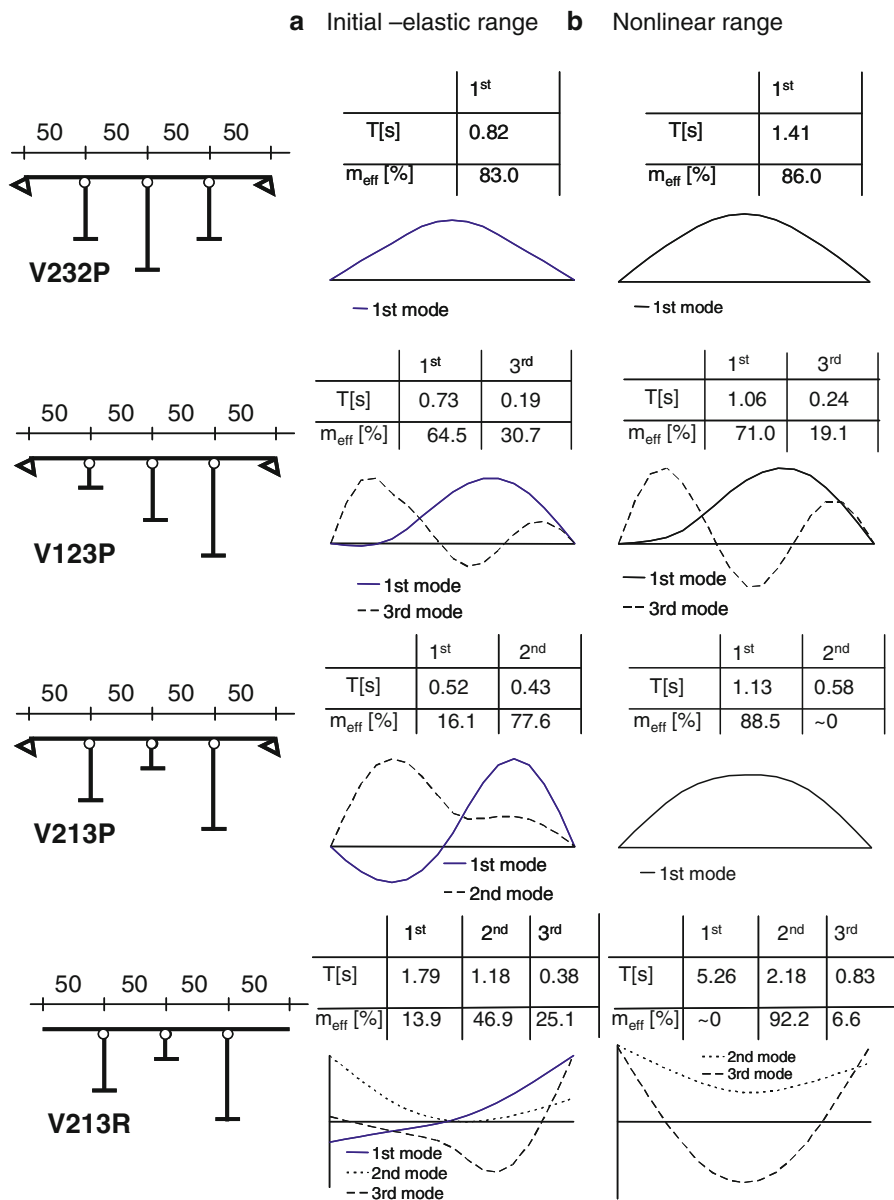 a Initial –elastic range b Nonlinear range
50 50 50 50
V232P
1st
T[s] 0.82
meff [%] 83.0
1st mode
1st
T[s] 1.41
meff [%] 86.0
1st mode
50 50 50 50
V123P
1st 3rd
T[s] 0.73 0.19
meff [%] 64.5 30.7
1st mode
3rd mode
1st 3rd
T[s] 1.06 0.24
meff [%] 71.0 19.1
1st mode
3rd mode
50 50 50 50
V213P
1st 2nd
T[s] 0.52 0.43
meff [%] 16.1 77.6
1st mode
2nd mode
1st 2nd
T[s] 1.13 0.58
meff [%] 88.5 ~0
1st mode
50 50 50 50
V213R
1st 2nd 3rd
T[s] 1.79 1.18 0.38
meff [%] 13.9 46.9 25.1
1st mode
2nd mode
3rd mode
1st 2nd 3rd
T[s] 5.26 2.18 0.83
meff [%] ~0 92.2 6.6
2nd mode
3rd mode